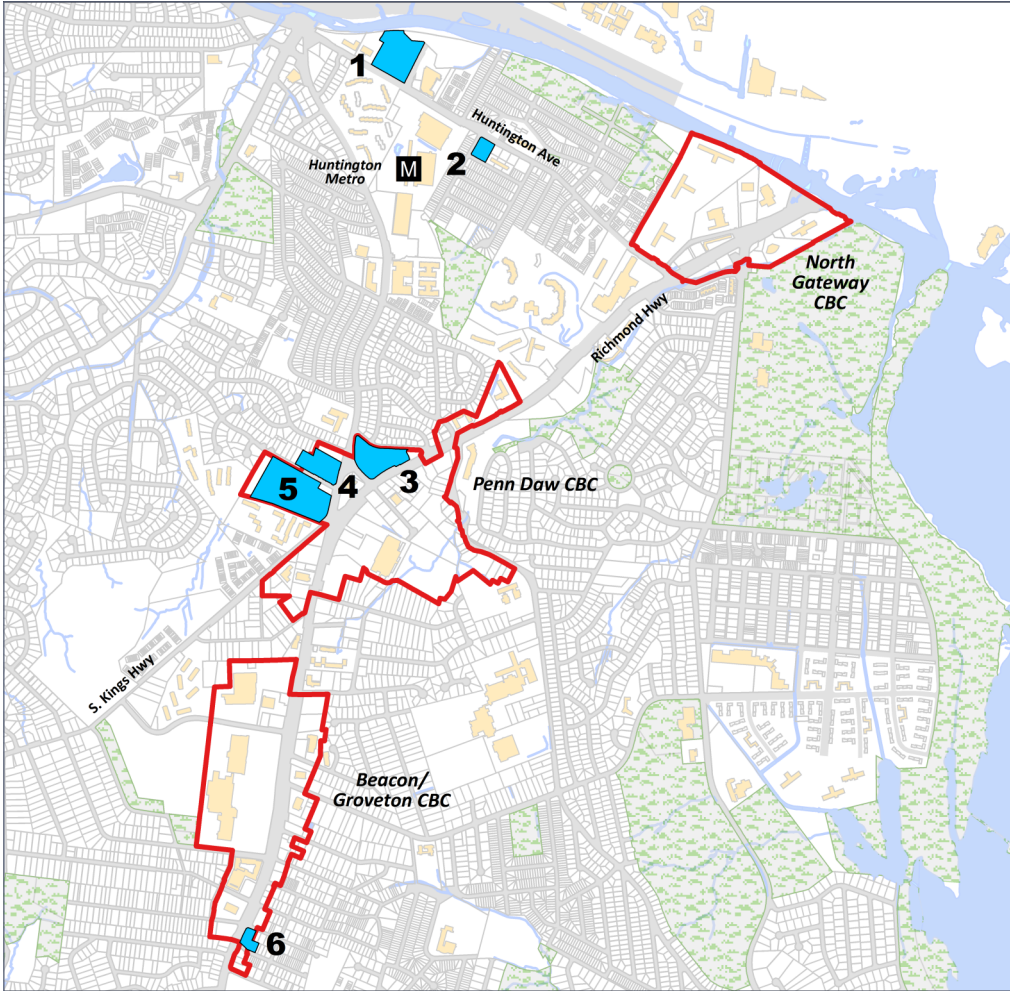 1
Huntington Ave
2
Huntington
Metro
M
North
Gateway
CBC
Richmond Hwy
3
4
5
Penn Daw CBC
S. Kings Hwy
Beacon/
Groveton CBC
6